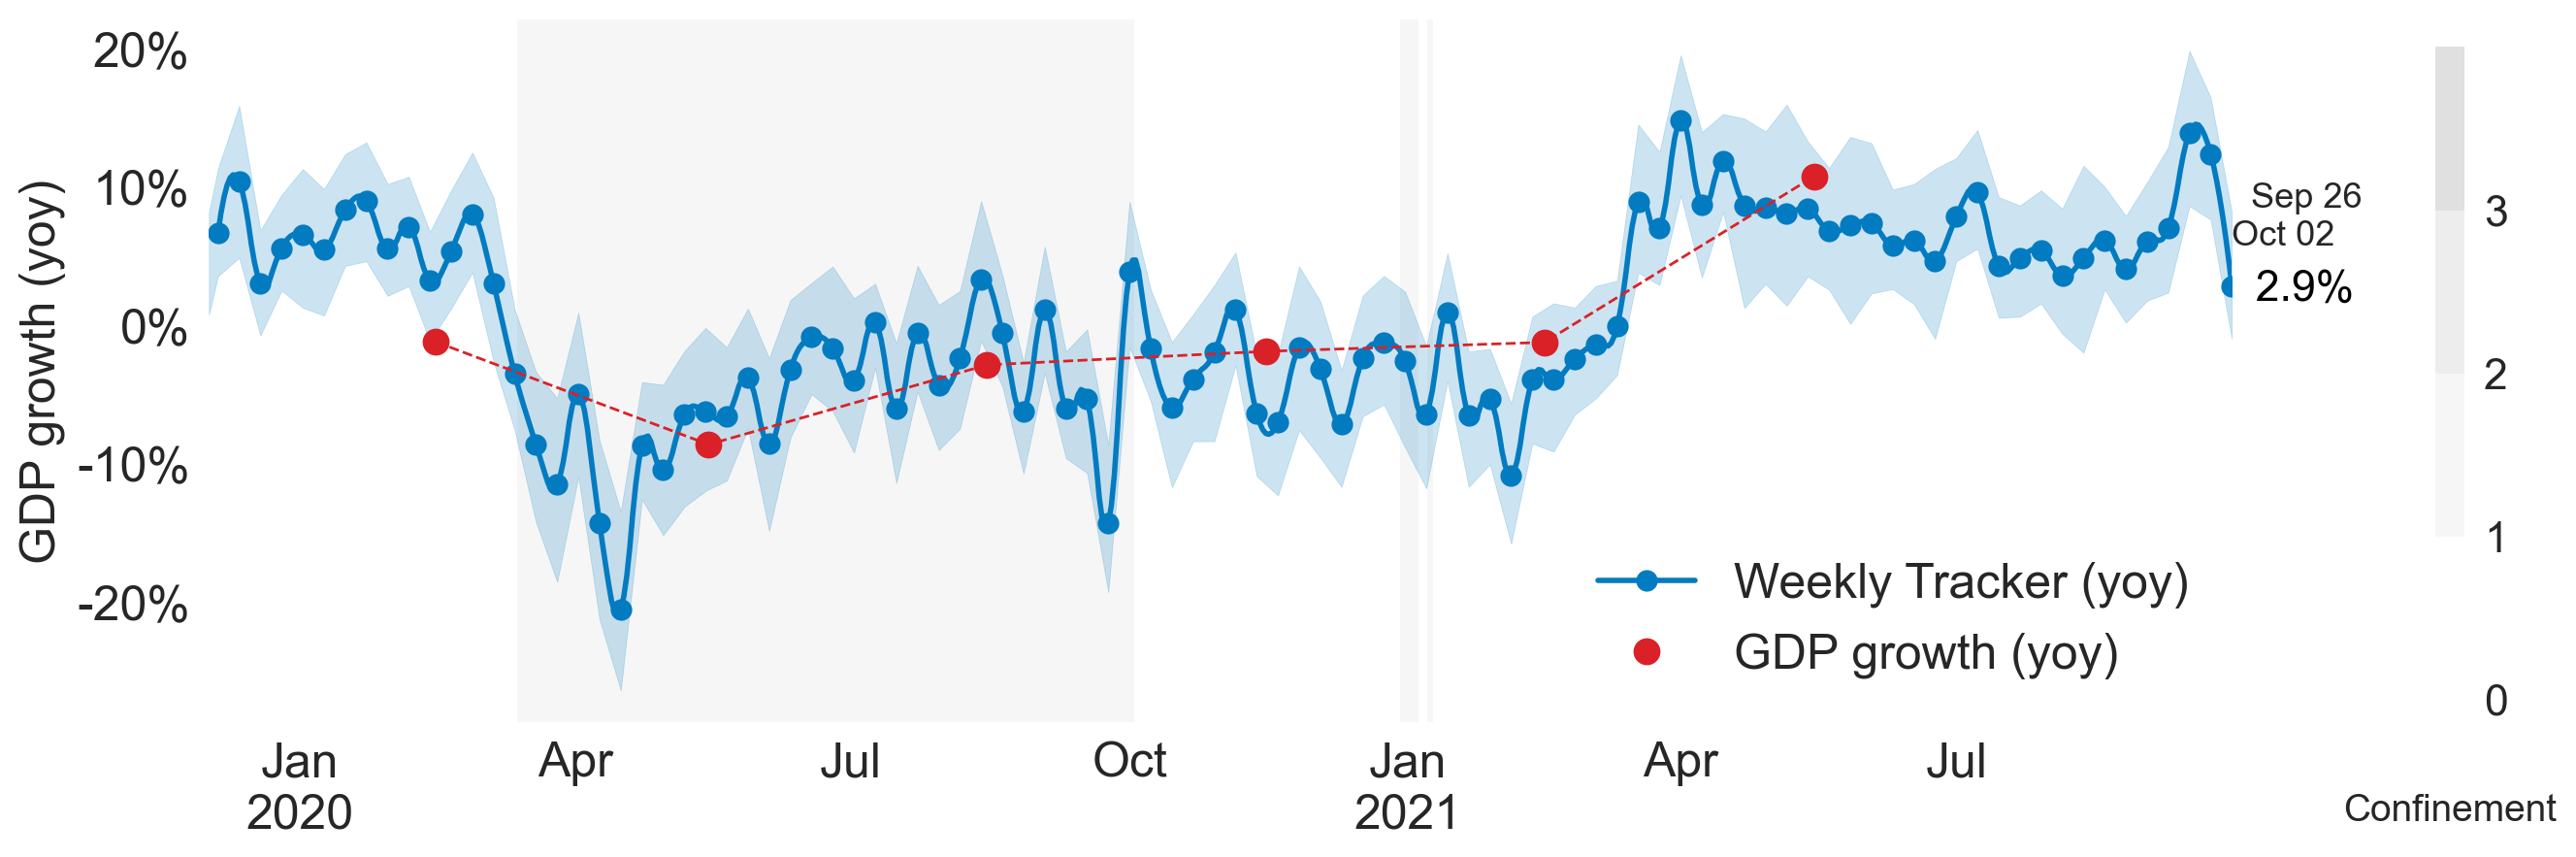 GDP growth (yoy)
20%
10%
0%
-10%
-20%
Jan
2020
Apr
Jul
Oct
Jan
2021
Apr
Jul
Sep 26
Oct 02
2.9%
Weekly Tracker (yoy)
GDP growth (yoy)
3
2
1
0
Confinement